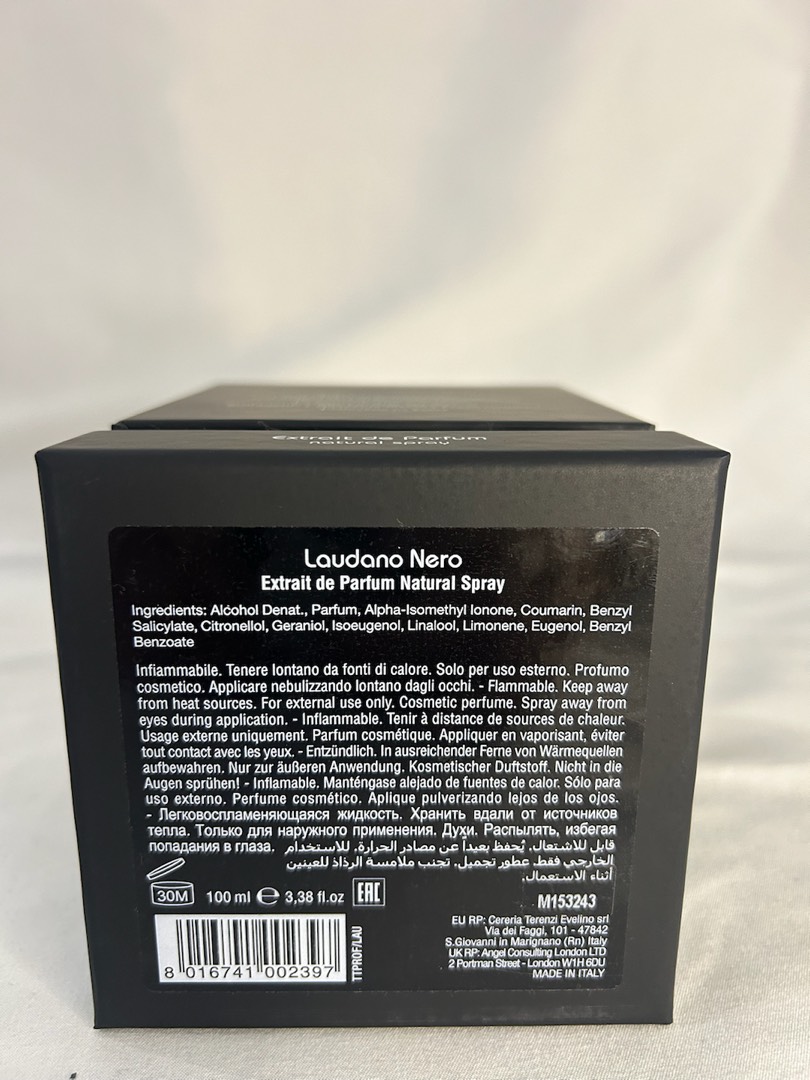 Extrait de Parfum
natural spray
Laudano Nero
Extrait de Parfum Natural Spray
Ingredients: Alcohol Denat., Parfum, Alpha-Isomethyl Ionone, Coumarin, Benzyl
Salicylate, Citronellol, Geraniol, Isoeugenol, Linalool, Limonene, Eugenol, Benzyl
Benzoate
Infiammabile. Tenere lontano da fonti di calore. Solo per uso esterno. Profumo
cosmetico. Applicare nebulizzando lontano dagli occhi. - Flammable. Keep away
from heat sources. For external use only. Cosmetic perfume. Spray away from
eyes during application. - Inflammable. Tenir à distance de sources de chaleur.
Usage externe uniquement. Parfum cosmétique. Appliquer en vaporisant, éviter
tout contact avec les yeux. - Entzündlich. In ausreichender Ferne von Wärmequellen
aufbewahren. Nur zur äußeren Anwendung. Kosmetischer Duftstoff. Nicht in die
Augen sprühen! - Inflamable. Manténgase alejado de fuentes de calor. Sólo para
uso externo. Perfume cosmético. Aplique pulverizando lejos de los ojos.
- Легковоспламеняющаяся жидкость. Хранить вдали от источников
тепла. Только для наружного применения. Духи. Распылять, избегая
попадания в глаза. قابل للاشتعال. يُحفظ بعيداً عن مصادر الحرارة. للاستخدام
الخارجي فقط. عطور تجميل. تجنب ملامسة الرذاذ للعينين
أثناء الاستعمال.
30M 100 ml e 3,38 fl.oz EAC
M153243
EU RP: Cereria Terenzi Evelino srl
Via dei Faggi, 101 - 47842
S.Giovanni in Marignano (Rn) Italy
UK RP: Angel Consulting London LTD
2 Portman Street - London W1H 6DU
MADE IN ITALY
8 016741 002397
TTPROF/LAU